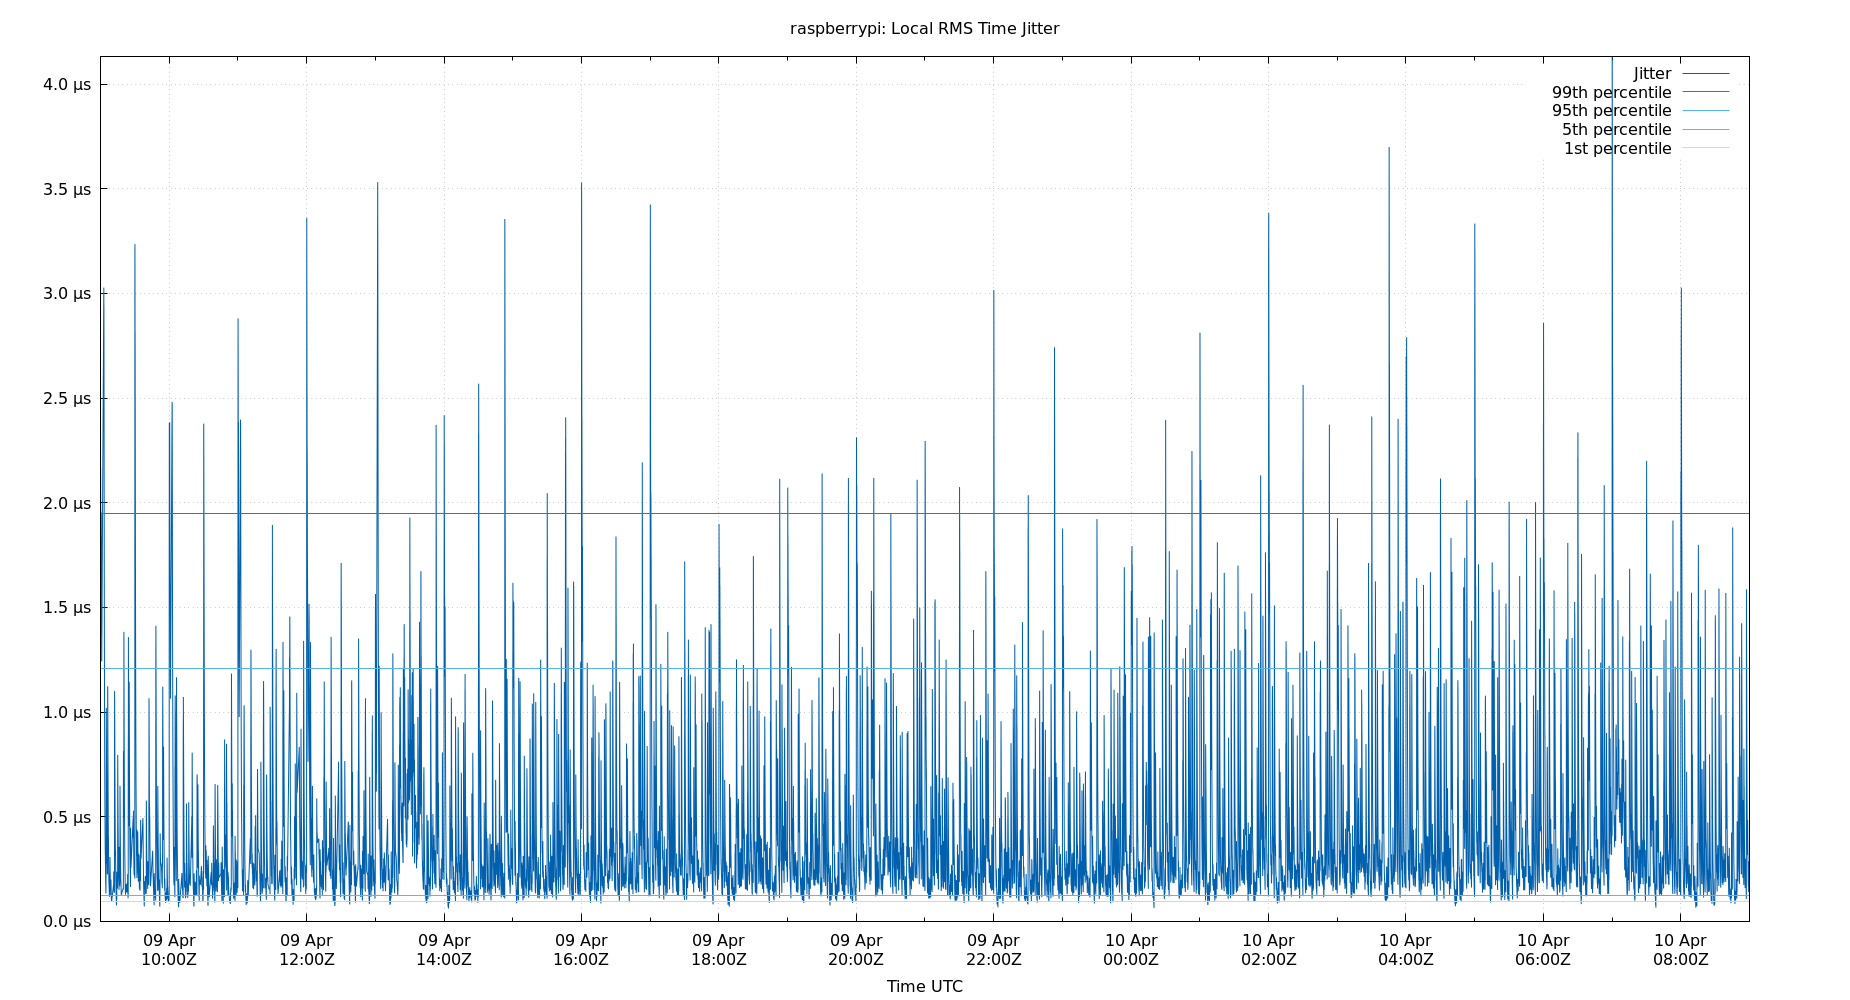 raspberrypi: Local RMS Time Jitter
4.0 µs
3.5 µs
3.0 µs
2.5 µs
2.0 µs
1.5 µs
1.0 µs
0.5 µs
0.0 µs
Jitter
99th percentile
95th percentile
5th percentile
1st percentile
09 Apr 09 Apr 09 Apr 09 Apr 09 Apr 09 Apr 09 Apr 10 Apr 10 Apr 10 Apr 10 Apr 10 Apr
10:00Z 12:00Z 14:00Z 16:00Z 18:00Z 20:00Z 22:00Z 00:00Z 02:00Z 04:00Z 06:00Z 08:00Z
Time UTC